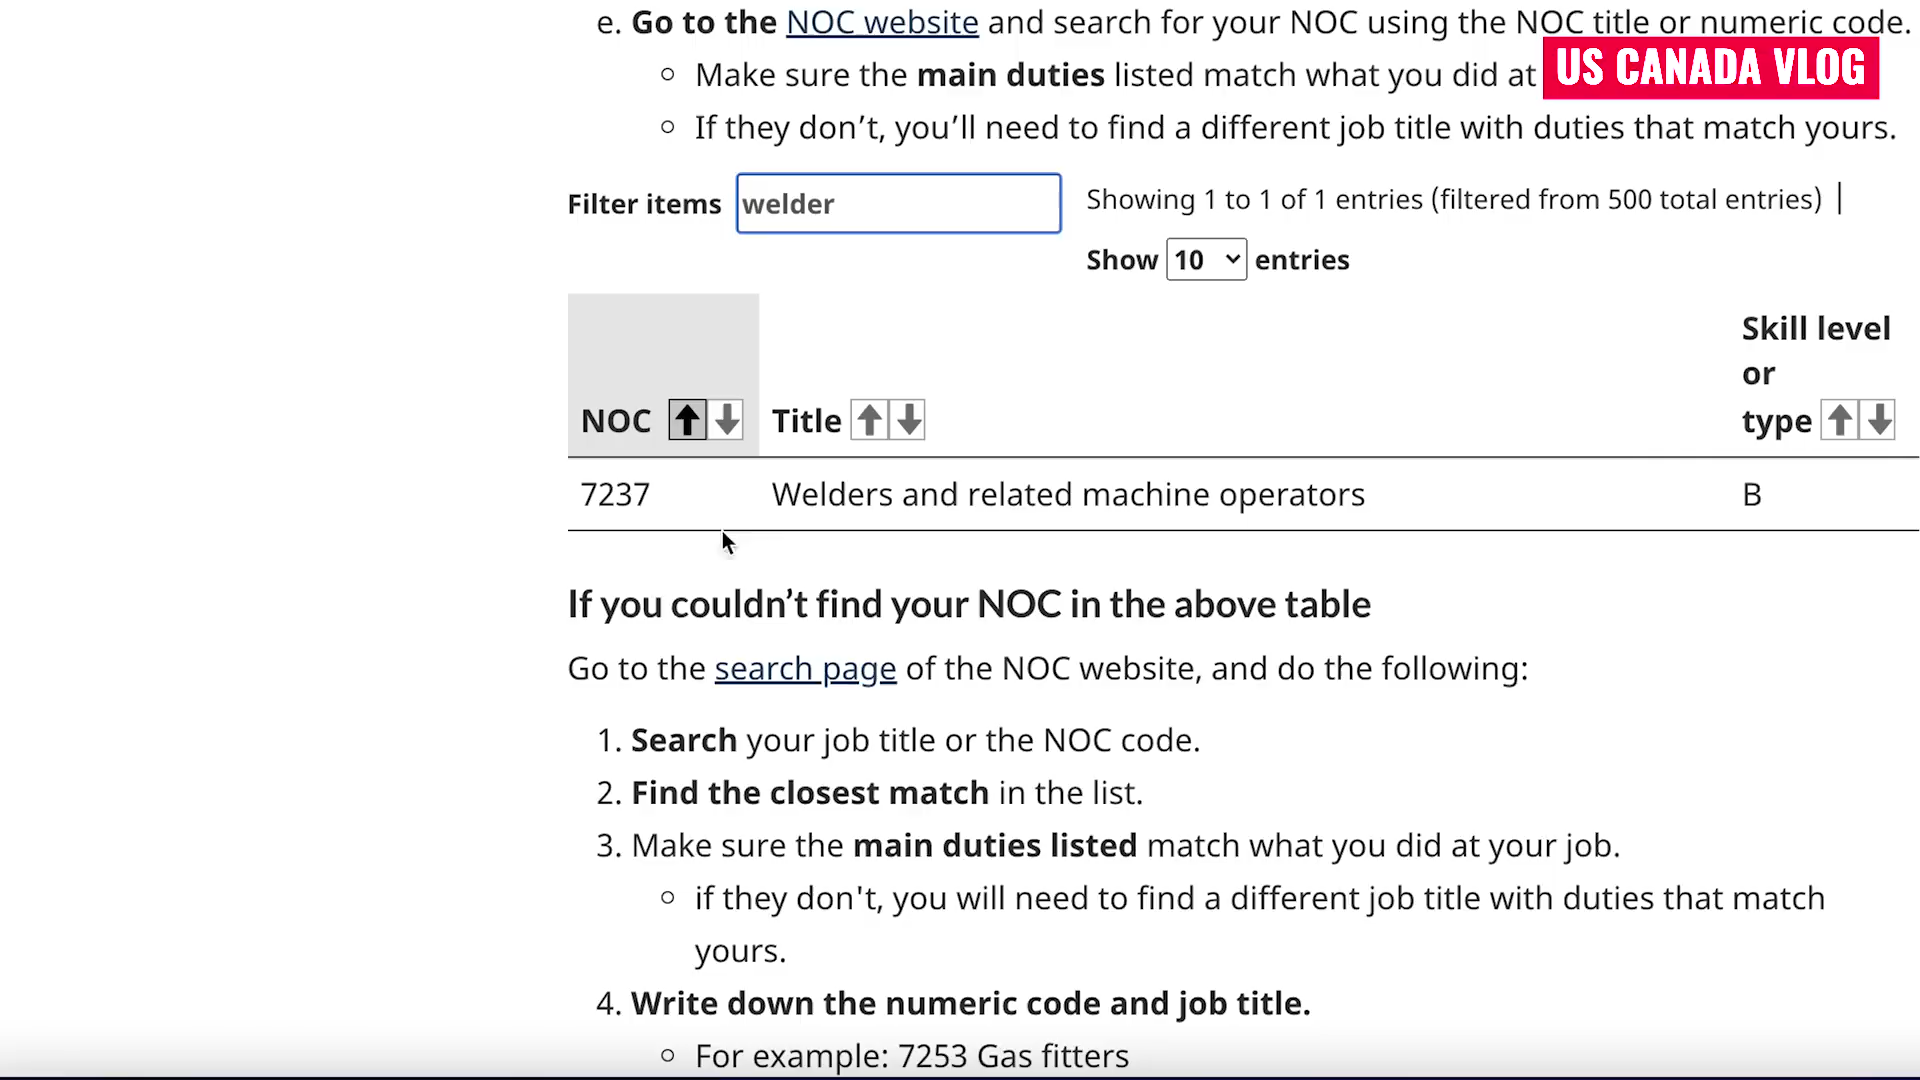 e. Go to the NOC website and search for your NOC using the NOC title or numeric code.
US CANADA VLOG
○ Make sure the main duties listed match what you did at
○ If they don’t, you’ll need to find a different job title with duties that match yours.
Filter items welder Showing 1 to 1 of 1 entries (filtered from 500 total entries) |
Show 10 entries
Skill level
or
NOC Title type
7237 Welders and related machine operators B
If you couldn’t find your NOC in the above table
Go to the search page of the NOC website, and do the following:
1. Search your job title or the NOC code.
2. Find the closest match in the list.
3. Make sure the main duties listed match what you did at your job.
○ if they don't, you will need to find a different job title with duties that match
yours.
4. Write down the numeric code and job title.
○ For example: 7253 Gas fitters